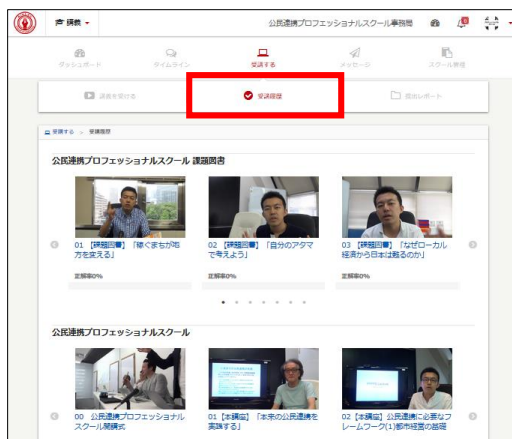 講義
公民連携プロフェッショナルスクール事務局
ダッシュボード
タイムライン
受講する
メッセージ
スクール管理
講義を受ける
受講履歴
提出レポート
受講する 受講履歴
公民連携プロフェッショナルスクール 課題図書
01 【課題図書】「稼ぐまちが地
方を変える」
正解率0%
02 【課題図書】「自分のアタマ
で考えよう」
正解率0%
03 【課題図書】「なぜローカル
経済から日本は甦るのか」
正解率0%
公民連携プロフェッショナルスクール
00 公民連携プロフェッショナル
スクール開講式
01【本講座】「本来の公民連携を
実践する」
02【本講座】公民連携に必要なフ
レームワーク(1)都市経営の基礎